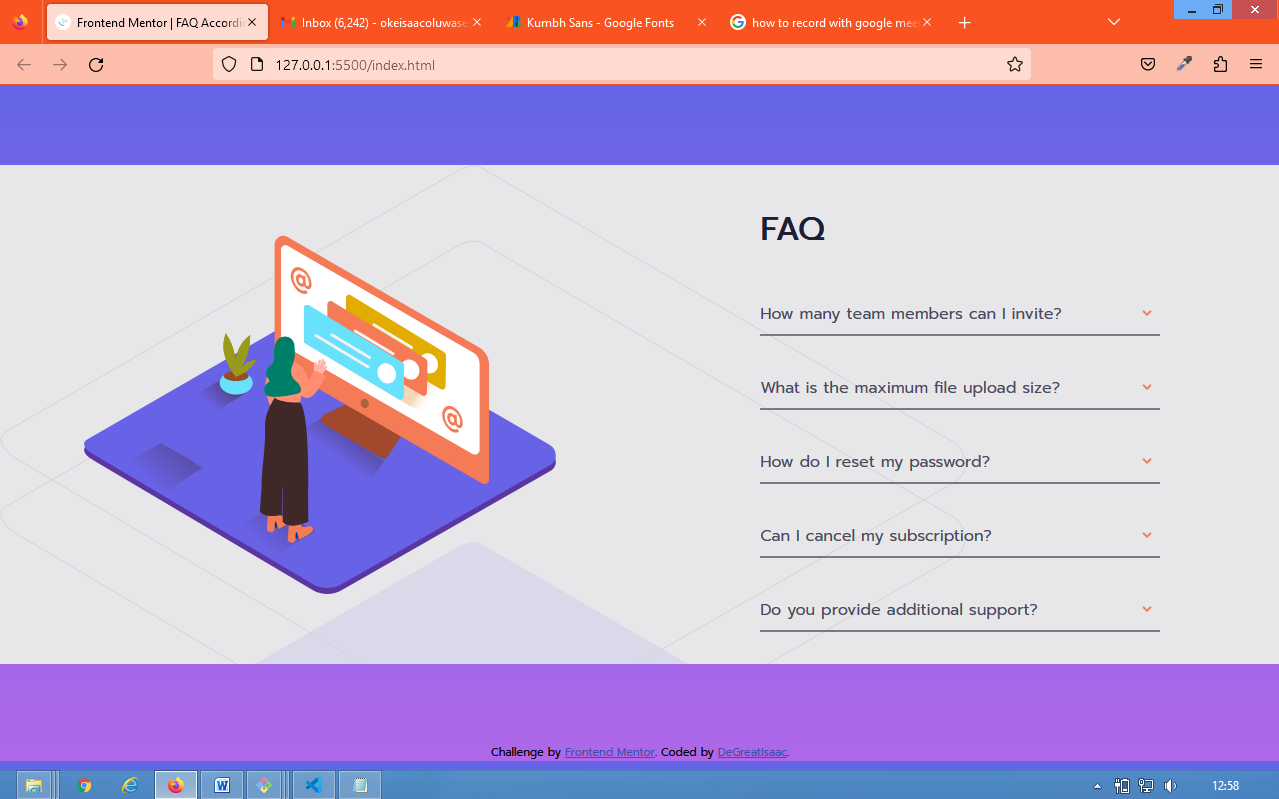 Frontend Mentor | FAQ Accordi
Inbox (6,242) - okeisaacoluwase
Kumbh Sans - Google Fonts
how to record with google mee
127.0.0.1:5500/index.html
FAQ
@
How many team members can I invite?
What is the maximum file upload size?
@
How do I reset my password?
Can I cancel my subscription?
Do you provide additional support?
Challenge by Frontend Mentor. Coded by DeGreatIsaac.
12:58